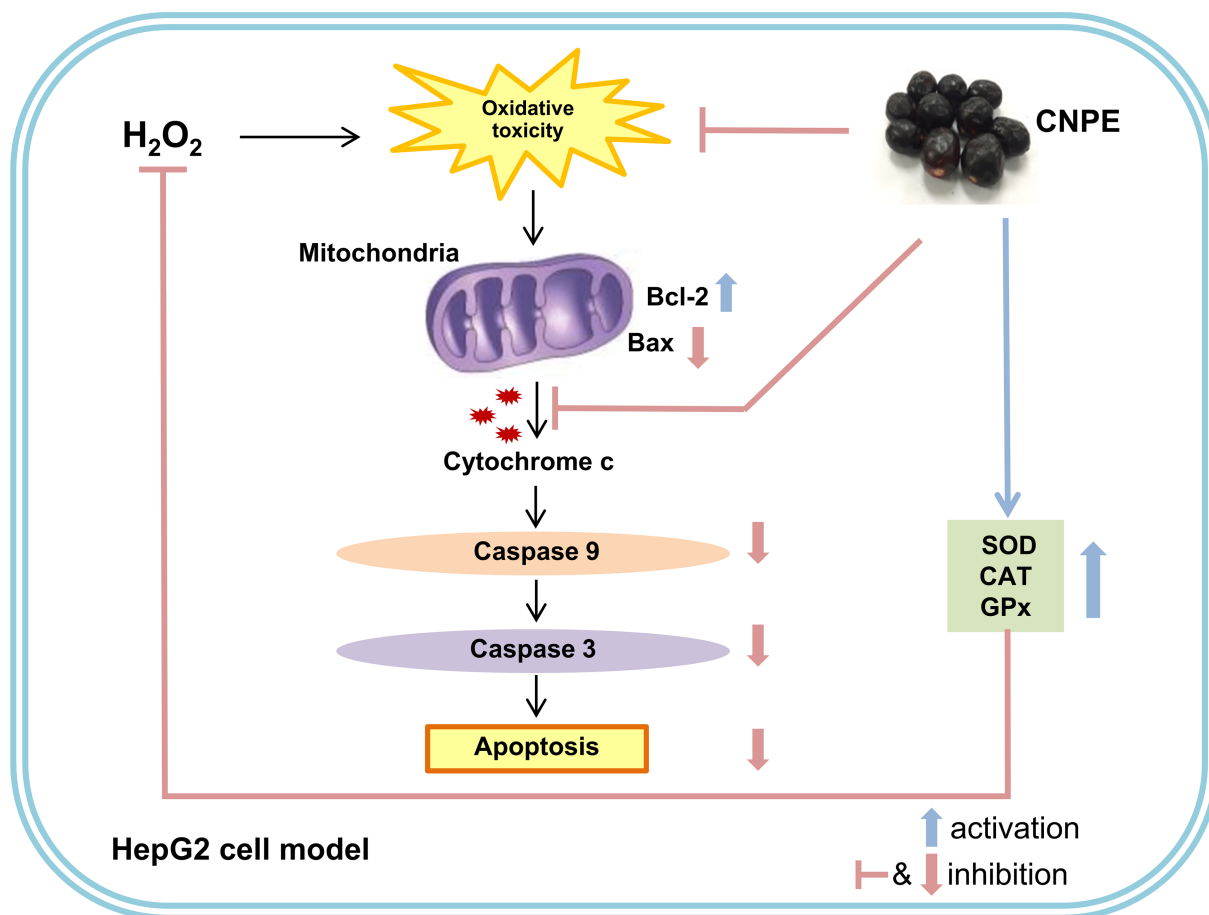 Oxidative
toxicity
H₂O₂
CNPE
Mitochondria
Bcl-2
Bax
Cytochrome c
Caspase 9
SOD
CAT
GPx
Caspase 3
Apoptosis
HepG2 cell model
activation
& inhibition